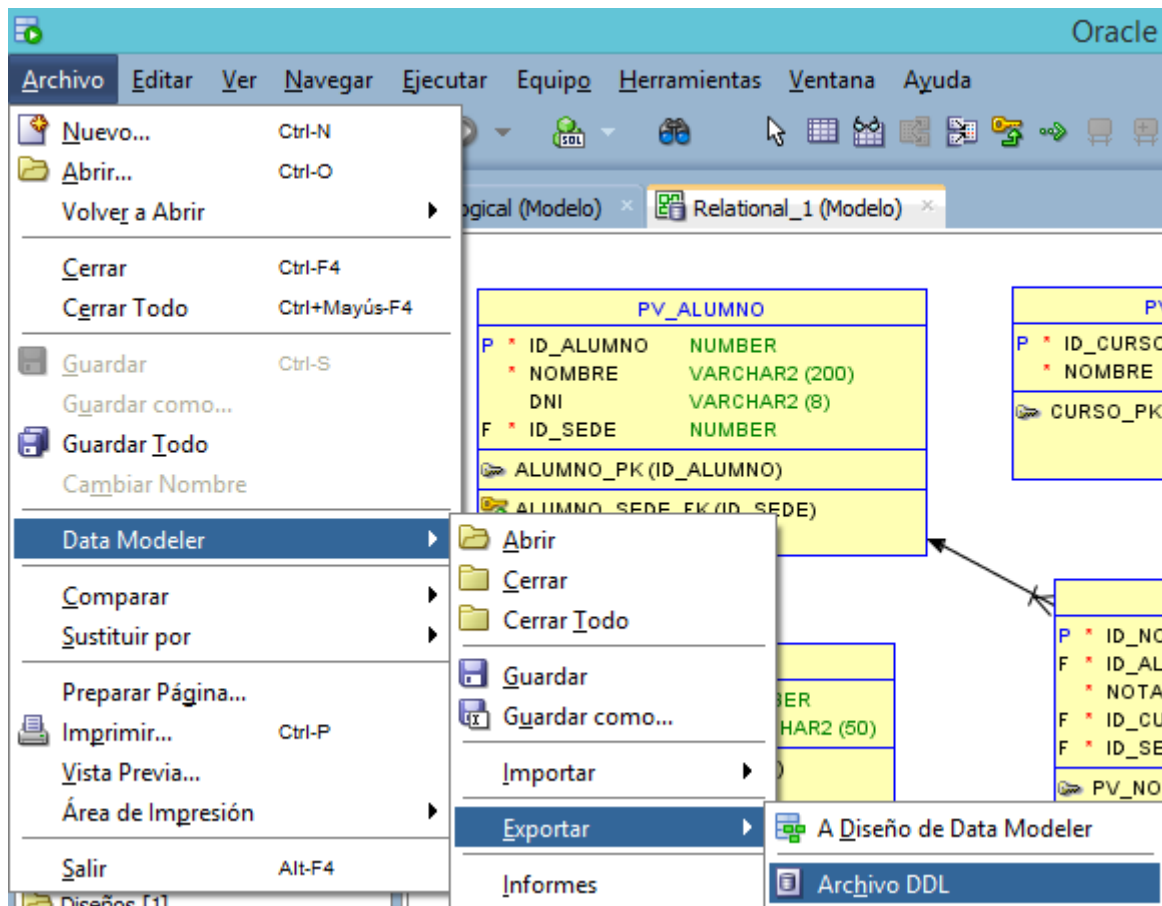 Oracle
Archivo Editar Ver Navegar Ejecutar Equipo Herramientas Ventana Ayuda
SQL
Nuevo... Ctrl-N
Abrir... Ctrl-O
Volver a Abrir
Cerrar Ctrl-F4
Cerrar Todo Ctrl+Mayús-F4
Guardar Ctrl-S
Guardar como...
Guardar Todo
Cambiar Nombre
Data Modeler
Comparar
Sustituir por
Preparar Página...
Imprimir... Ctrl-P
Vista Previa...
Área de Impresión
Salir Alt-F4
Diseños [1]
ogical (Modelo) × Relational_1 (Modelo) ×
PV_ALUMNO
P * ID_ALUMNO NUMBER
* NOMBRE VARCHAR2 (200)
DNI VARCHAR2 (8)
F * ID_SEDE NUMBER
ALUMNO_PK (ID_ALUMNO)
ALUMNO_SEDE_FK (ID_SEDE)
P * ID_CURSO
* NOMBRE
CURSO_PK
Abrir
Cerrar
Cerrar Todo
Guardar
Guardar como...
Importar
Exportar
Informes
BER
HAR2 (50)
)
P * ID_NO
F * ID_AL
* NOTA
F * ID_CU
F * ID_SE
PV_NO
A Diseño de Data Modeler
Archivo DDL